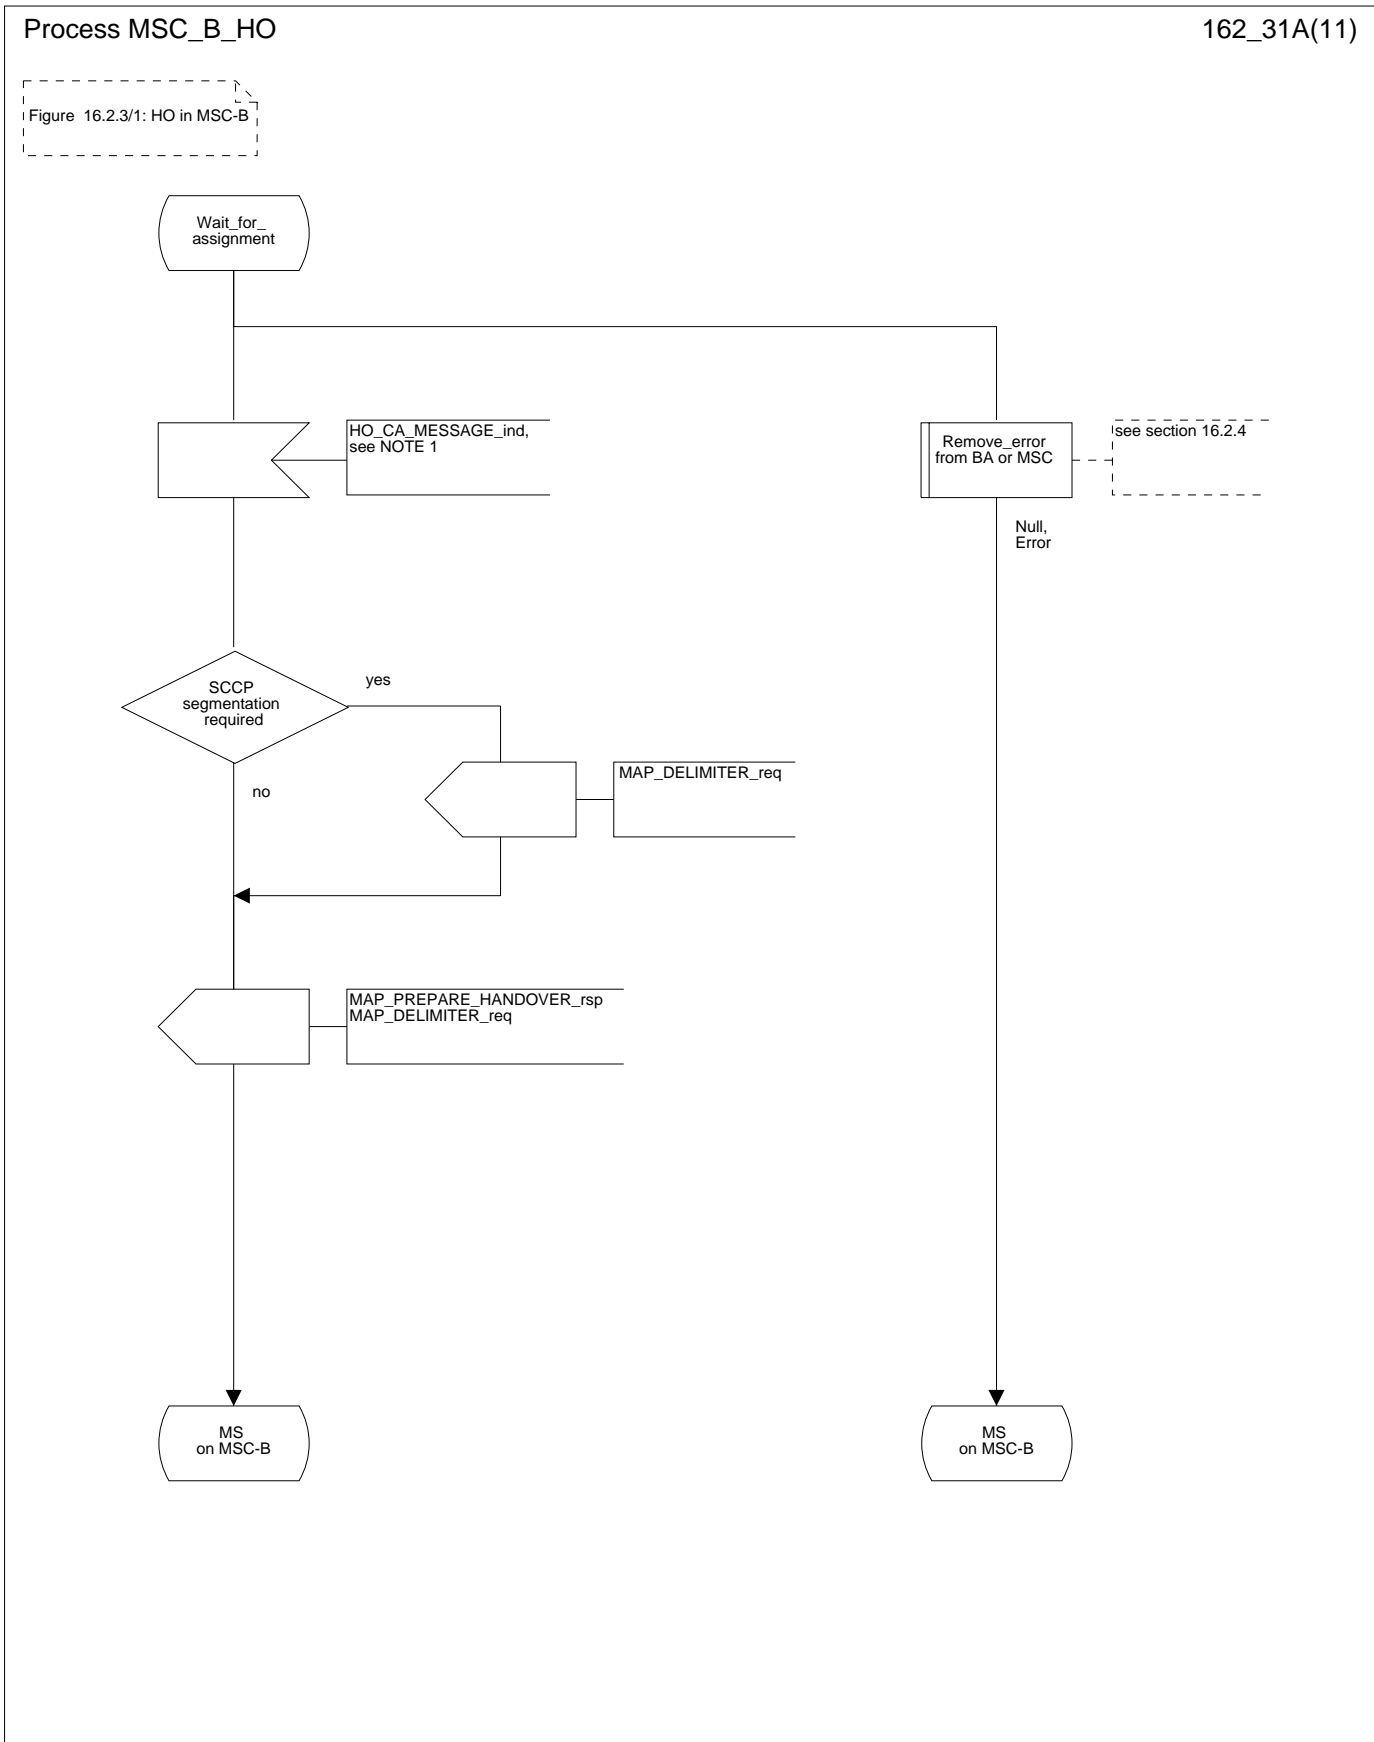 Process MSC_B_HO
162_31A(11)
Figure 16.2.3/1: HO in MSC-B
Wait_for_
assignment
HO_CA_MESSAGE_ind,
see NOTE 1
Remove_error
from BA or MSC
see section 16.2.4
Null,
Error
SCCP
segmentation
required
yes
no
MAP_DELIMITER_req
MAP_PREPARE_HANDOVER_rsp
MAP_DELIMITER_req
MS
on MSC-B
MS
on MSC-B